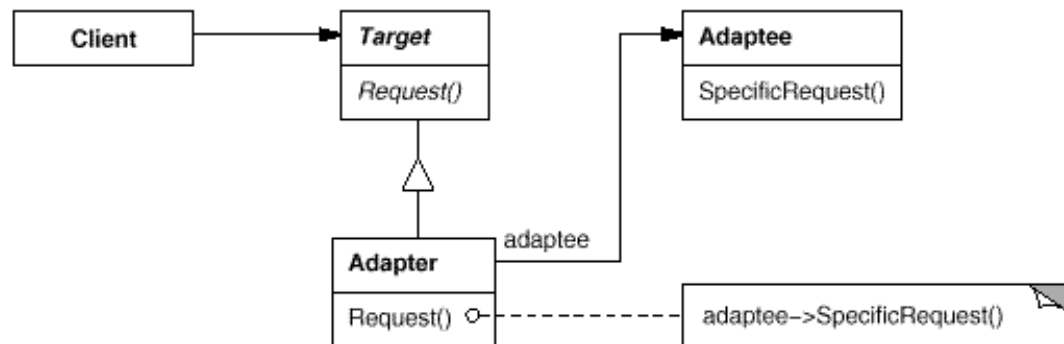 Client
Target
Request()
Adaptee
SpecificRequest()
adaptee
Adapter
Request()
adaptee->SpecificRequest()